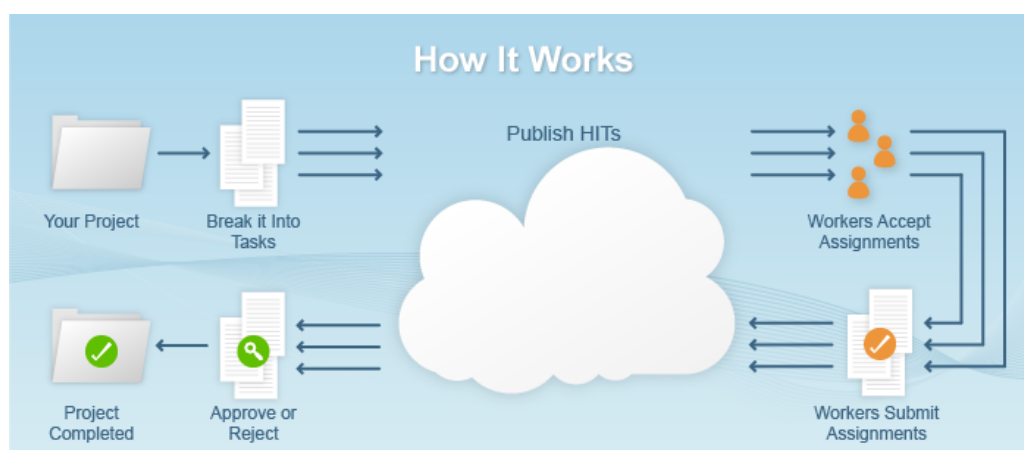 How It Works
Publish HITs
Your Project
Break it Into
Tasks
Workers Accept
Assignments
Project
Completed
Approve or
Reject
Workers Submit
Assignments